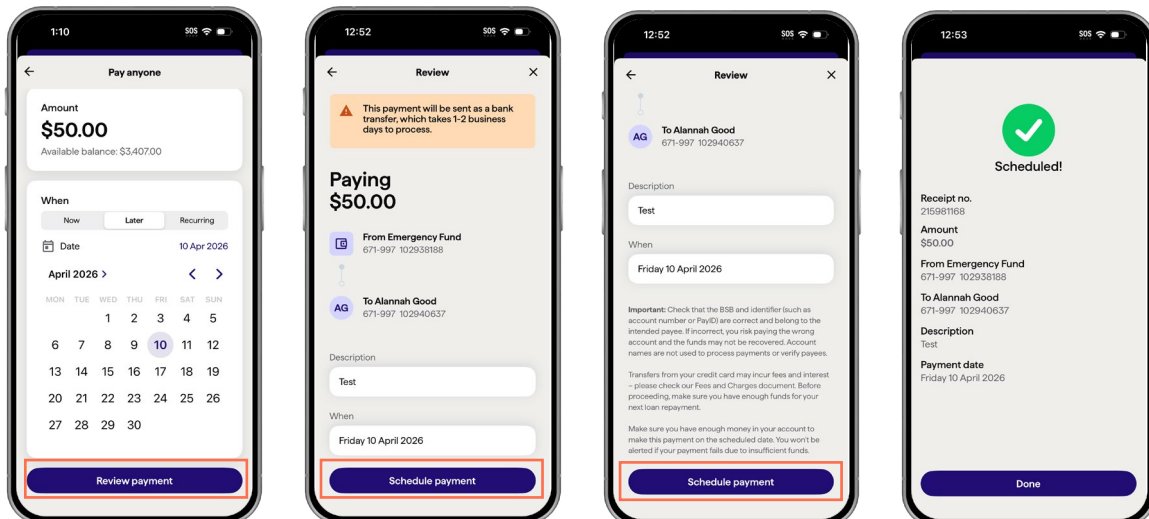 1:10
SOS
Pay anyone
Amount
$50.00
Available balance: $3,407.00
When
Now Later Recurring
Date 10 Apr 2026
April 2026 >
MON TUE WED THU FRI SAT SUN
1 2 3 4 5
6 7 8 9 10 11 12
13 14 15 16 17 18 19
20 21 22 23 24 25 26
27 28 29 30
Review payment
12:52
SOS
Review
This payment will be sent as a bank
transfer, which takes 1-2 business
days to process.
Paying
$50.00
From Emergency Fund
671-997 102938188
AG
To Alannah Good
671-997 102940637
Description
Test
When
Friday 10 April 2026
Schedule payment
12:52
SOS
Review
AG
To Alannah Good
671-997 102940637
Description
Test
When
Friday 10 April 2026
Important: Check that the BSB and identifier (such as
account number or PayID) are correct and belong to the
intended payee. If incorrect, you risk paying the wrong
account and the funds may not be recovered. Account
names are not used to process payments or verify payees.
Transfers from your credit card may incur fees and interest
– please check our Fees and Charges document. Before
proceeding, make sure you have enough funds for your
next loan repayment.
Make sure you have enough money in your account to
make this payment on the scheduled date. You won't be
alerted if your payment fails due to insufficient funds.
Schedule payment
12:53
SOS
Scheduled!
Receipt no.
215981168
Amount
$50.00
From Emergency Fund
671-997 102938188
To Alannah Good
671-997 102940637
Description
Test
Payment date
Friday 10 April 2026
Done